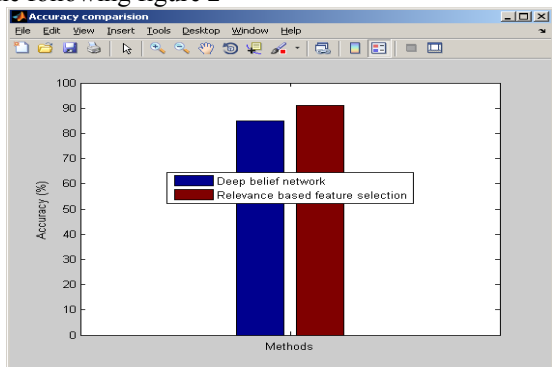 the following figure 2
Accuracy comparision
File Edit View Insert Tools Desktop Window Help
100
90
80
70
60
50
40
30
20
10
0
Accuracy (%)
Deep belief network
Relevance based feature selection
Methods